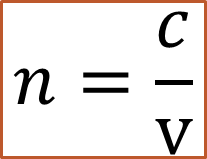 n = c/v